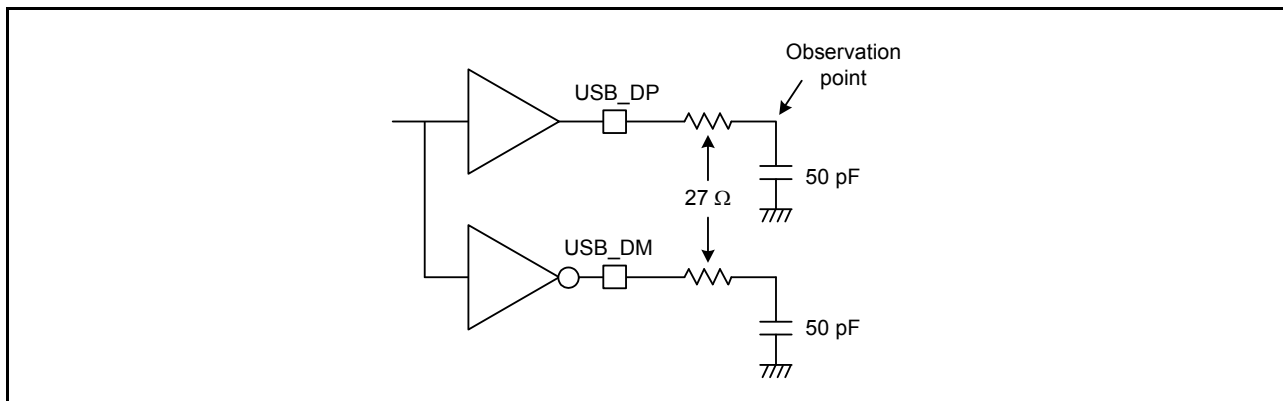 Observation
point
USB_DP
50 pF
27 Ω
USB_DM
50 pF